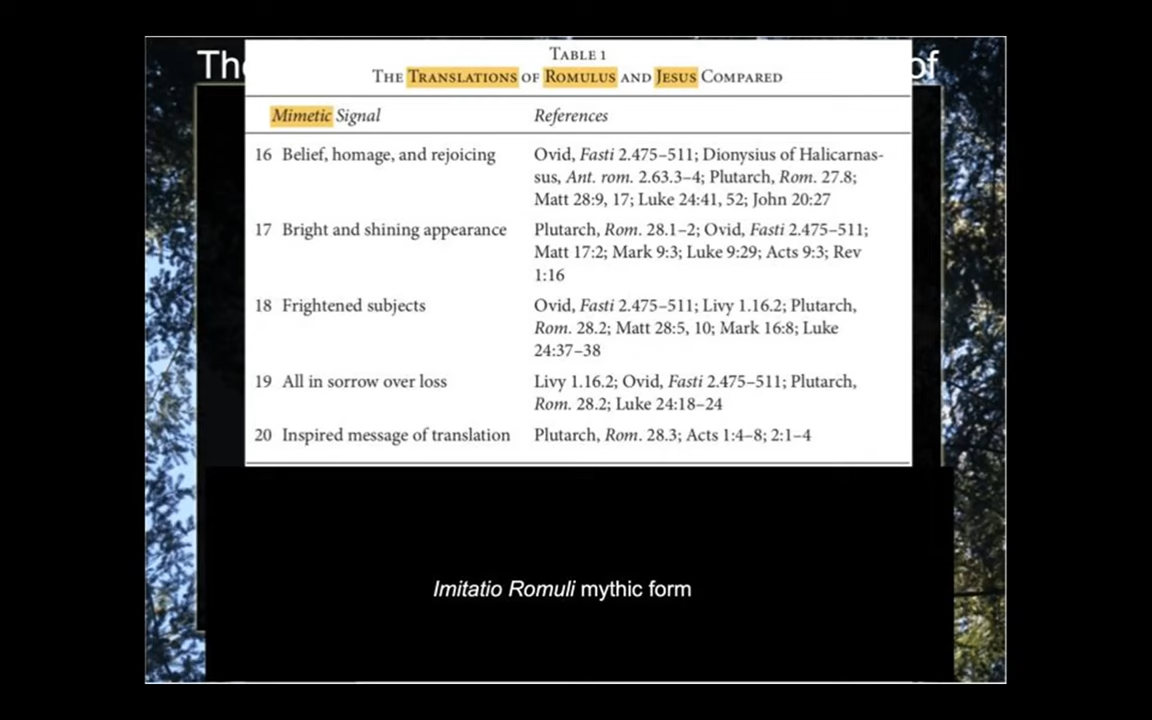 The of
TABLE 1
THE TRANSLATIONS OF ROMULUS AND JESUS COMPARED
Mimetic Signal References
16 Belief, homage, and rejoicing Ovid, Fasti 2.475–511; Dionysius of Halicarnas-
sus, Ant. rom. 2.63.3–4; Plutarch, Rom. 27.8;
Matt 28:9, 17; Luke 24:41, 52; John 20:27
17 Bright and shining appearance Plutarch, Rom. 28.1–2; Ovid, Fasti 2.475–511;
Matt 17:2; Mark 9:3; Luke 9:29; Acts 9:3; Rev
1:16
18 Frightened subjects Ovid, Fasti 2.475–511; Livy 1.16.2; Plutarch,
Rom. 28.2; Matt 28:5, 10; Mark 16:8; Luke
24:37–38
19 All in sorrow over loss Livy 1.16.2; Ovid, Fasti 2.475–511; Plutarch,
Rom. 28.2; Luke 24:18–24
20 Inspired message of translation Plutarch, Rom. 28.3; Acts 1:4–8; 2:1–4
Imitatio Romuli mythic form